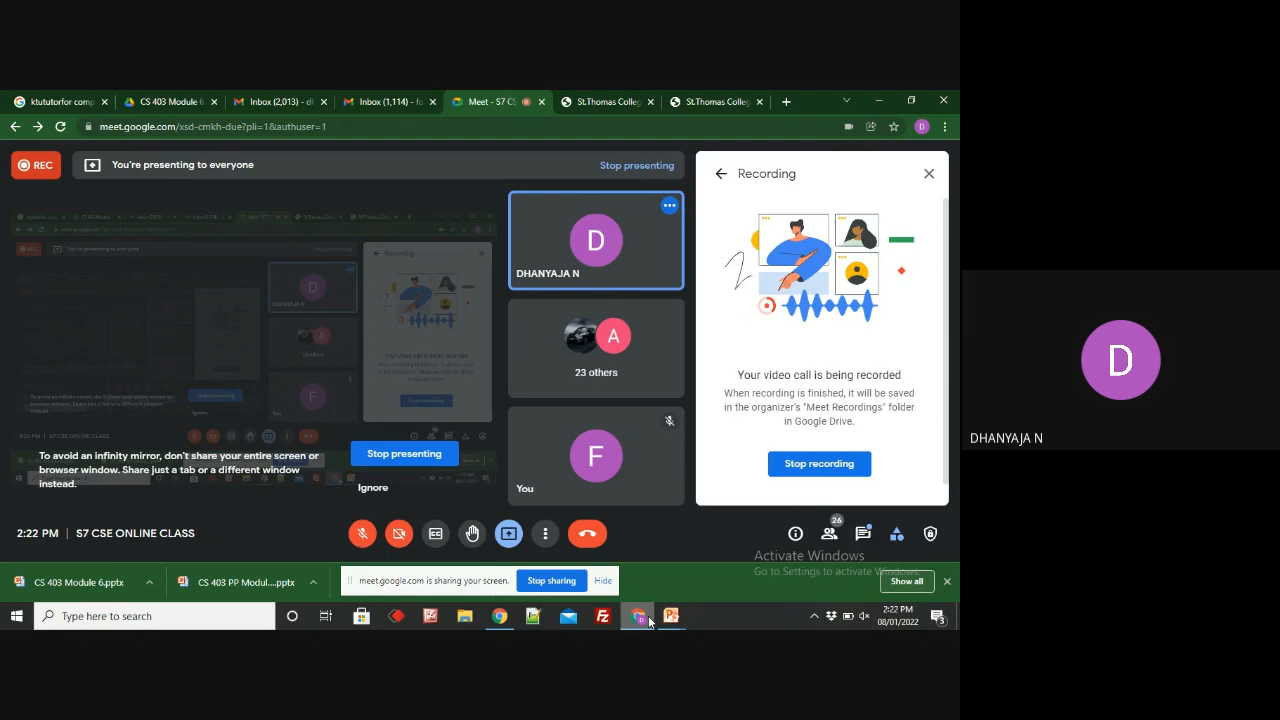 ktututorfor comp
CS 403 Module 6
Inbox (2,013) - di
Inbox (1,114) - fo
Meet - S7 CS
St.Thomas Colleg
St.Thomas Colleg
meet.google.com/xsd-cmkh-due?pli=1&authuser=1
D
REC
You're presenting to everyone
Stop presenting
Recording
D
DHANYAJA N
A
23 others
F
You
Your video call is being recorded
When recording is finished, it will be saved
in the organizer's "Meet Recordings" folder
in Google Drive.
Stop recording
To avoid an infinity mirror, don't share your entire screen or
browser window. Share just a tab or a different window
instead.
Stop presenting
Ignore
2:22 PM | S7 CSE ONLINE CLASS
26
Activate Windows
Go to Settings to activate Windows.
CS 403 Module 6.pptx
CS 403 PP Modul....pptx
meet.google.com is sharing your screen.
Stop sharing
Hide
Show all
Type here to search
2:22 PM
08/01/2022
3
D
DHANYAJA N